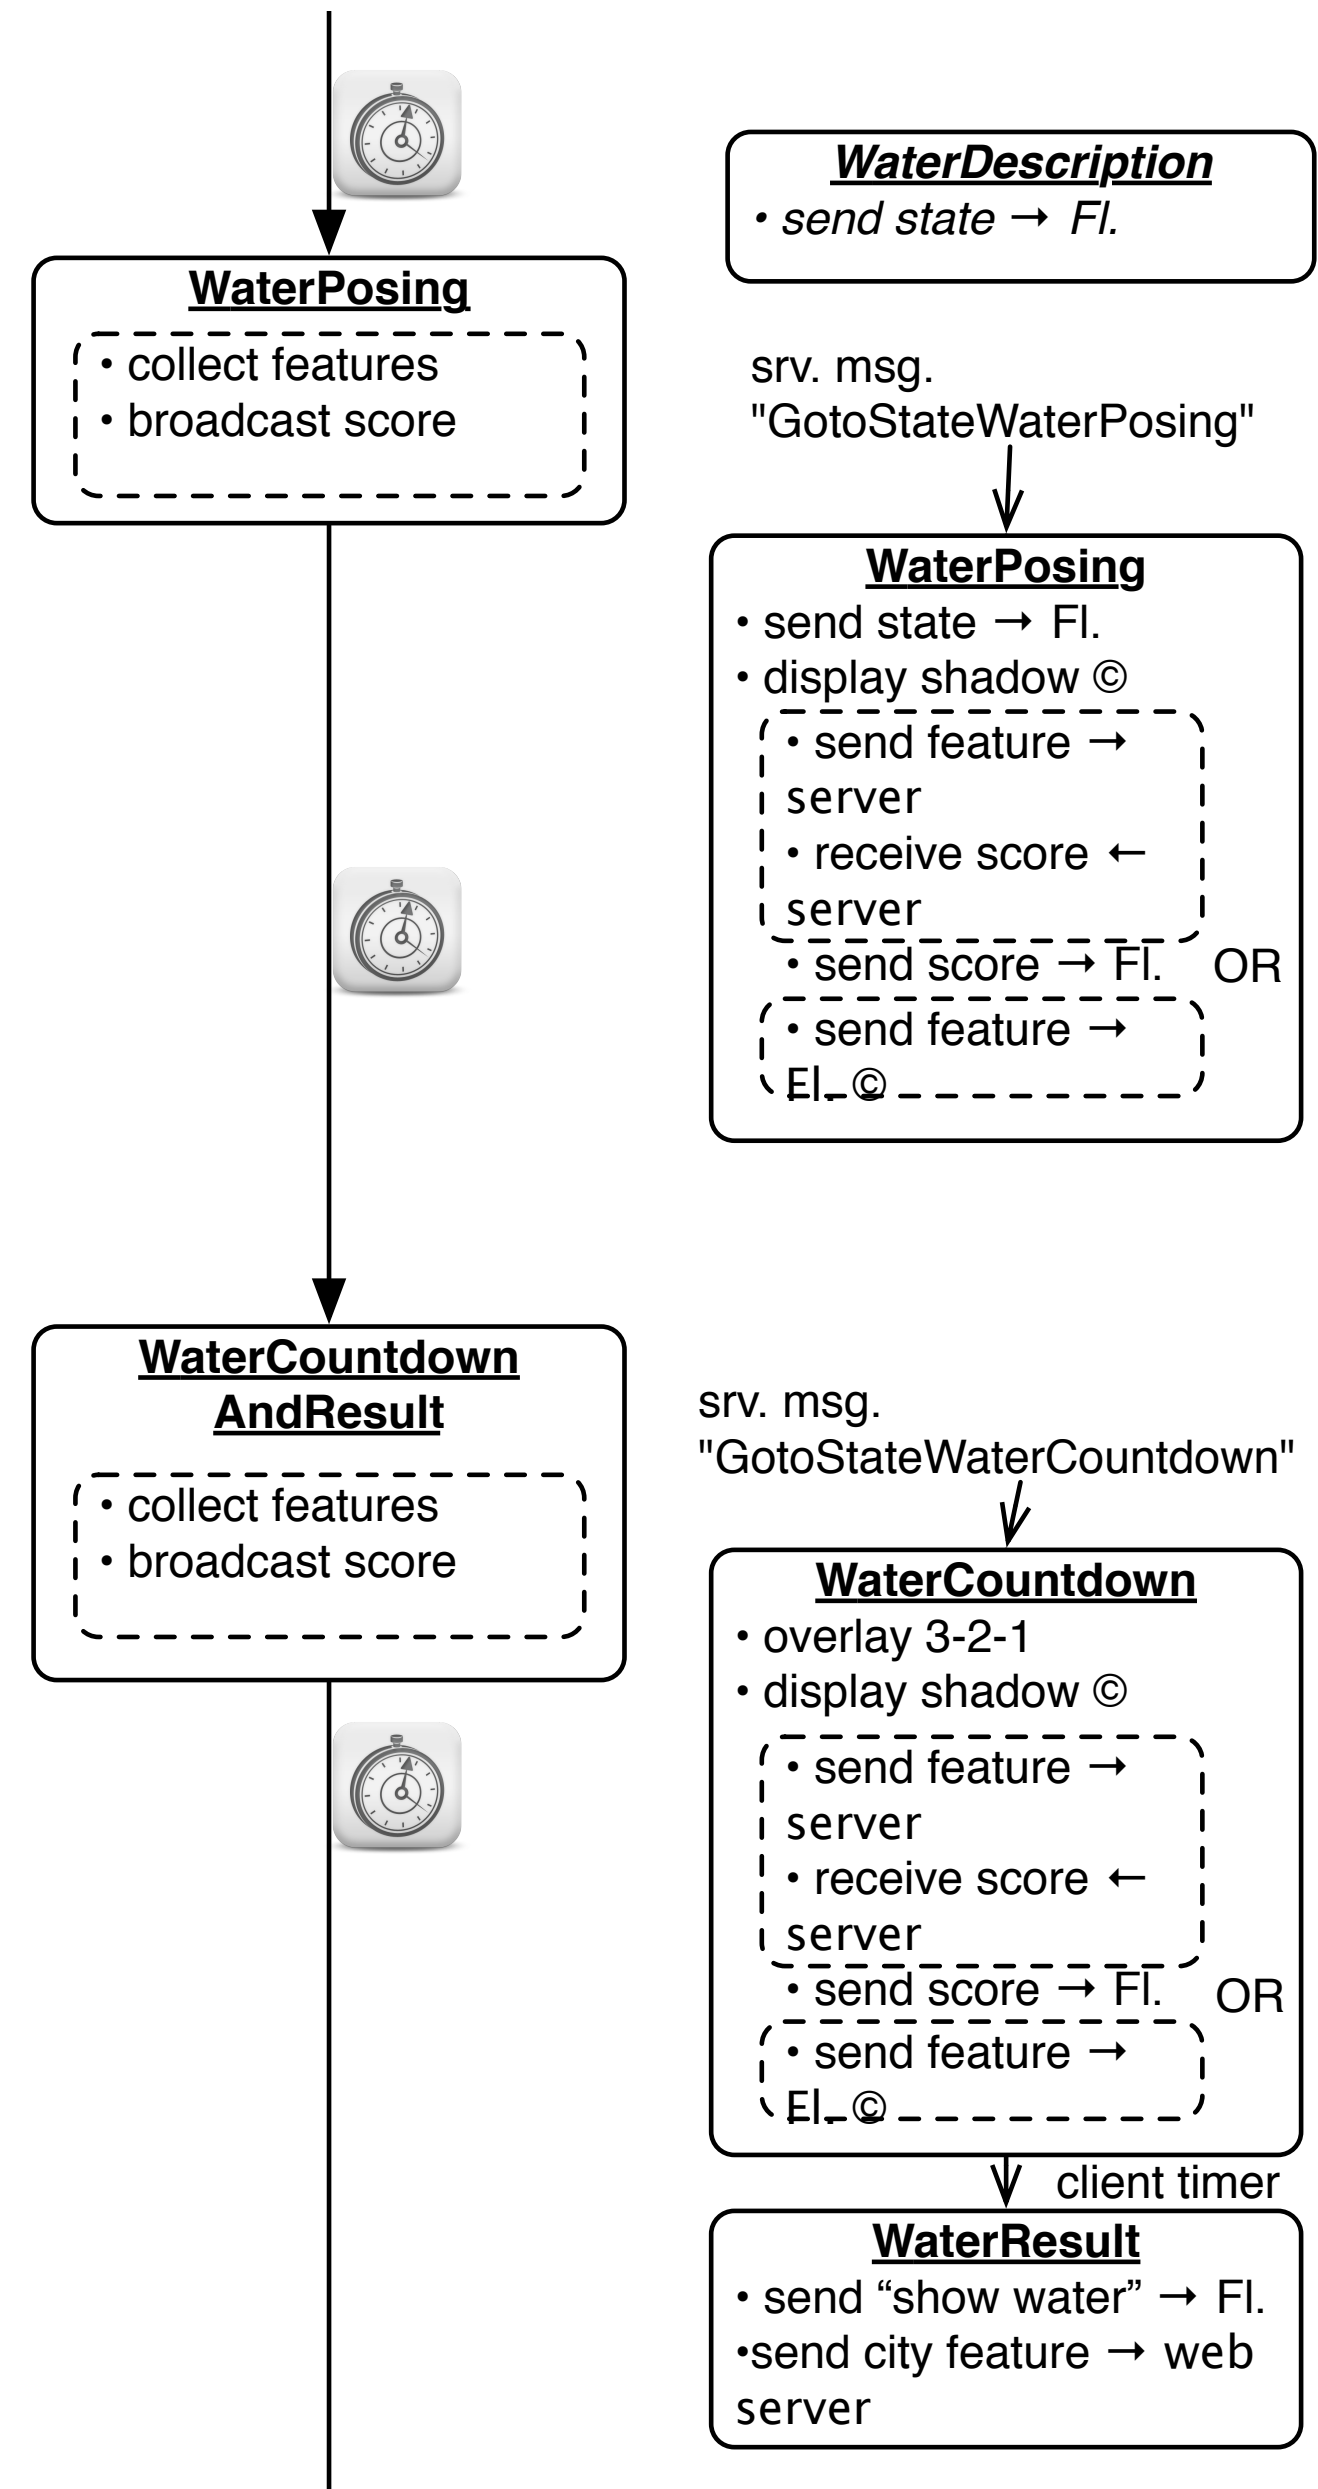 WaterDescription
• send state → Fl.
WaterPosing
• collect features
• broadcast score
srv. msg.
"GotoStateWaterPosing"
WaterPosing
• send state → Fl.
• display shadow ©
• send feature →
server
• receive score ←
server
• send score → Fl. OR
• send feature →
Fl. ©
WaterCountdown
AndResult
• collect features
• broadcast score
srv. msg.
"GotoStateWaterCountdown"
WaterCountdown
• overlay 3-2-1
• display shadow ©
• send feature →
server
• receive score ←
server
• send score → Fl. OR
• send feature →
Fl. ©
client timer
WaterResult
• send “show water” → Fl.
•send city feature → web
server